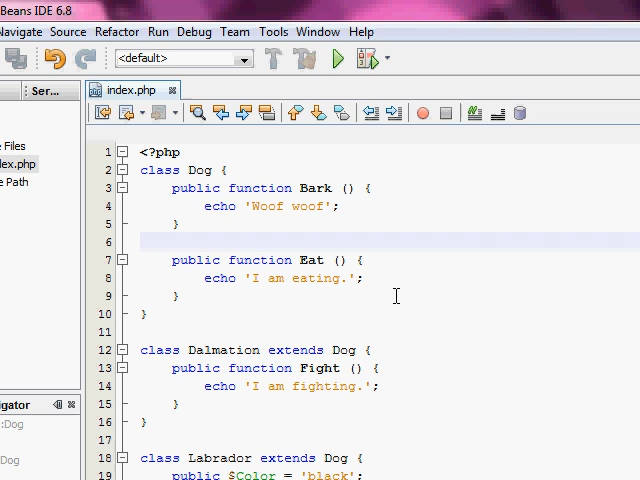 Beans IDE 6.8
Navigate Source Refactor Run Debug Team Tools Window Help
<default>
Ser...
index.php
e Files
dex.php
e Path
1 <?php
2 class Dog {
3 public function Bark () {
4 echo 'Woof woof';
5 }
6
7 public function Eat () {
8 echo 'I am eating.';
9 }
10 }
11
12 class Dalmation extends Dog {
13 public function Fight () {
14 echo 'I am fighting.';
15 }
16 }
17
18 class Labrador extends Dog {
19 public $Color = 'black';
vigator
:Dog
Dog